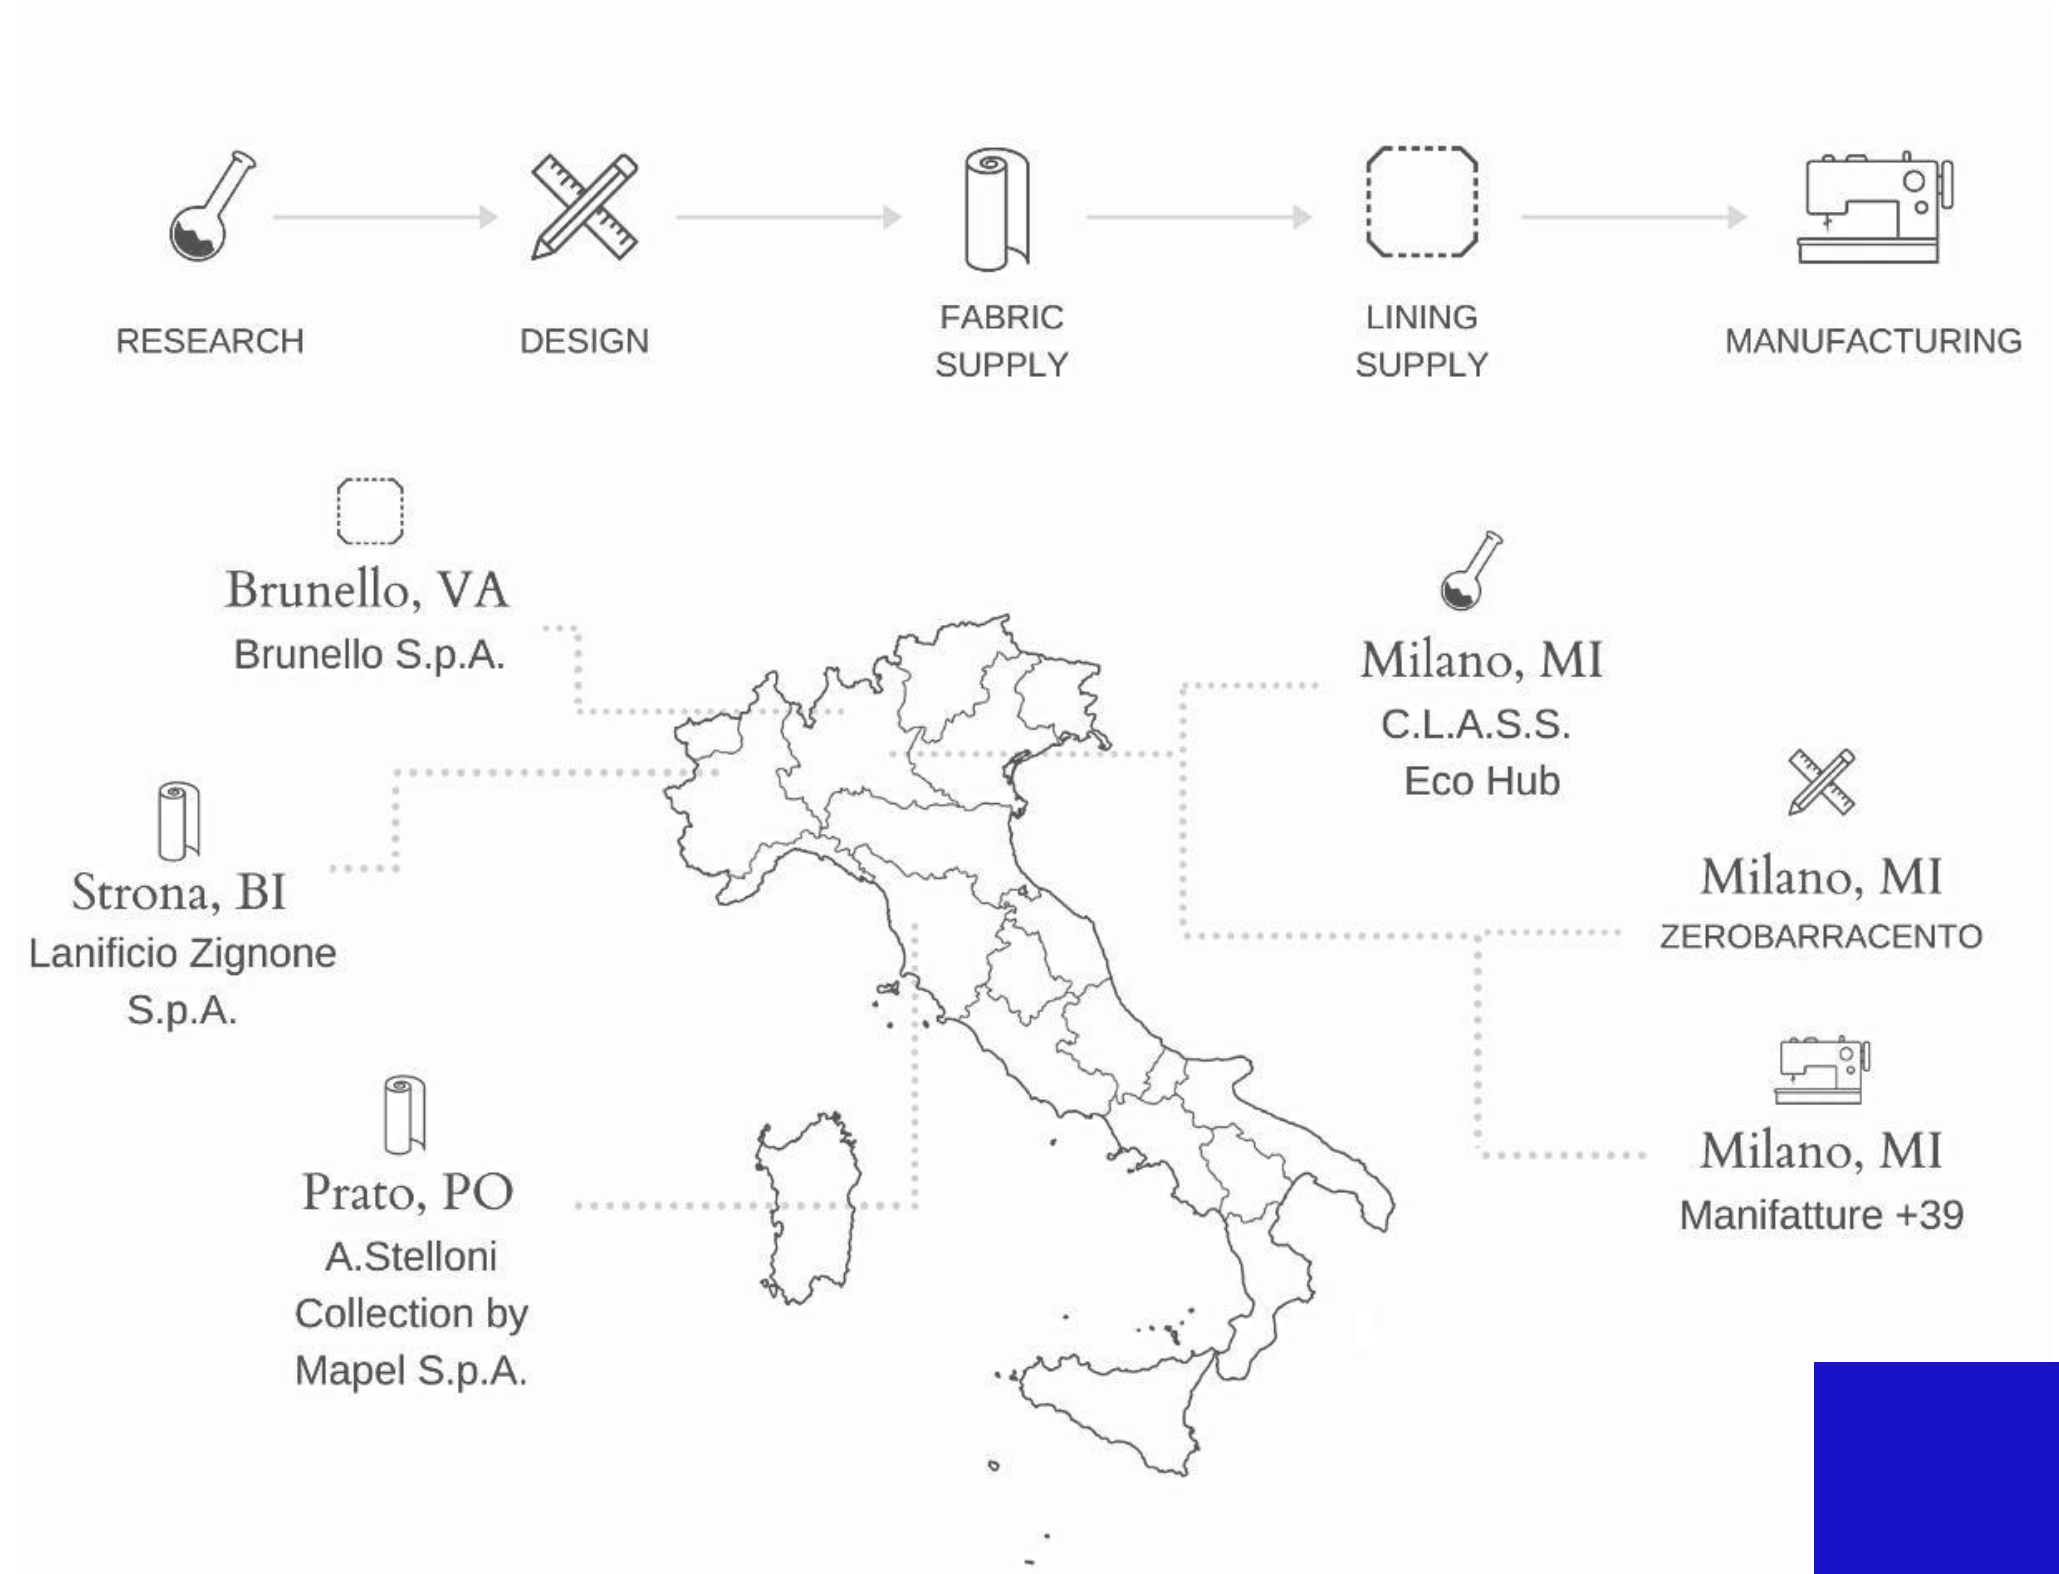 RESEARCH
DESIGN
FABRIC
SUPPLY
LINING
SUPPLY
MANUFACTURING
Brunello, VA
Brunello S.p.A.
Strona, BI
Lanificio Zignone
S.p.A.
Prato, PO
A.Stelloni
Collection by
Mapel S.p.A.
Milano, MI
C.L.A.S.S.
Eco Hub
Milano, MI
ZEROBARRACENTO
Milano, MI
Manifatture +39